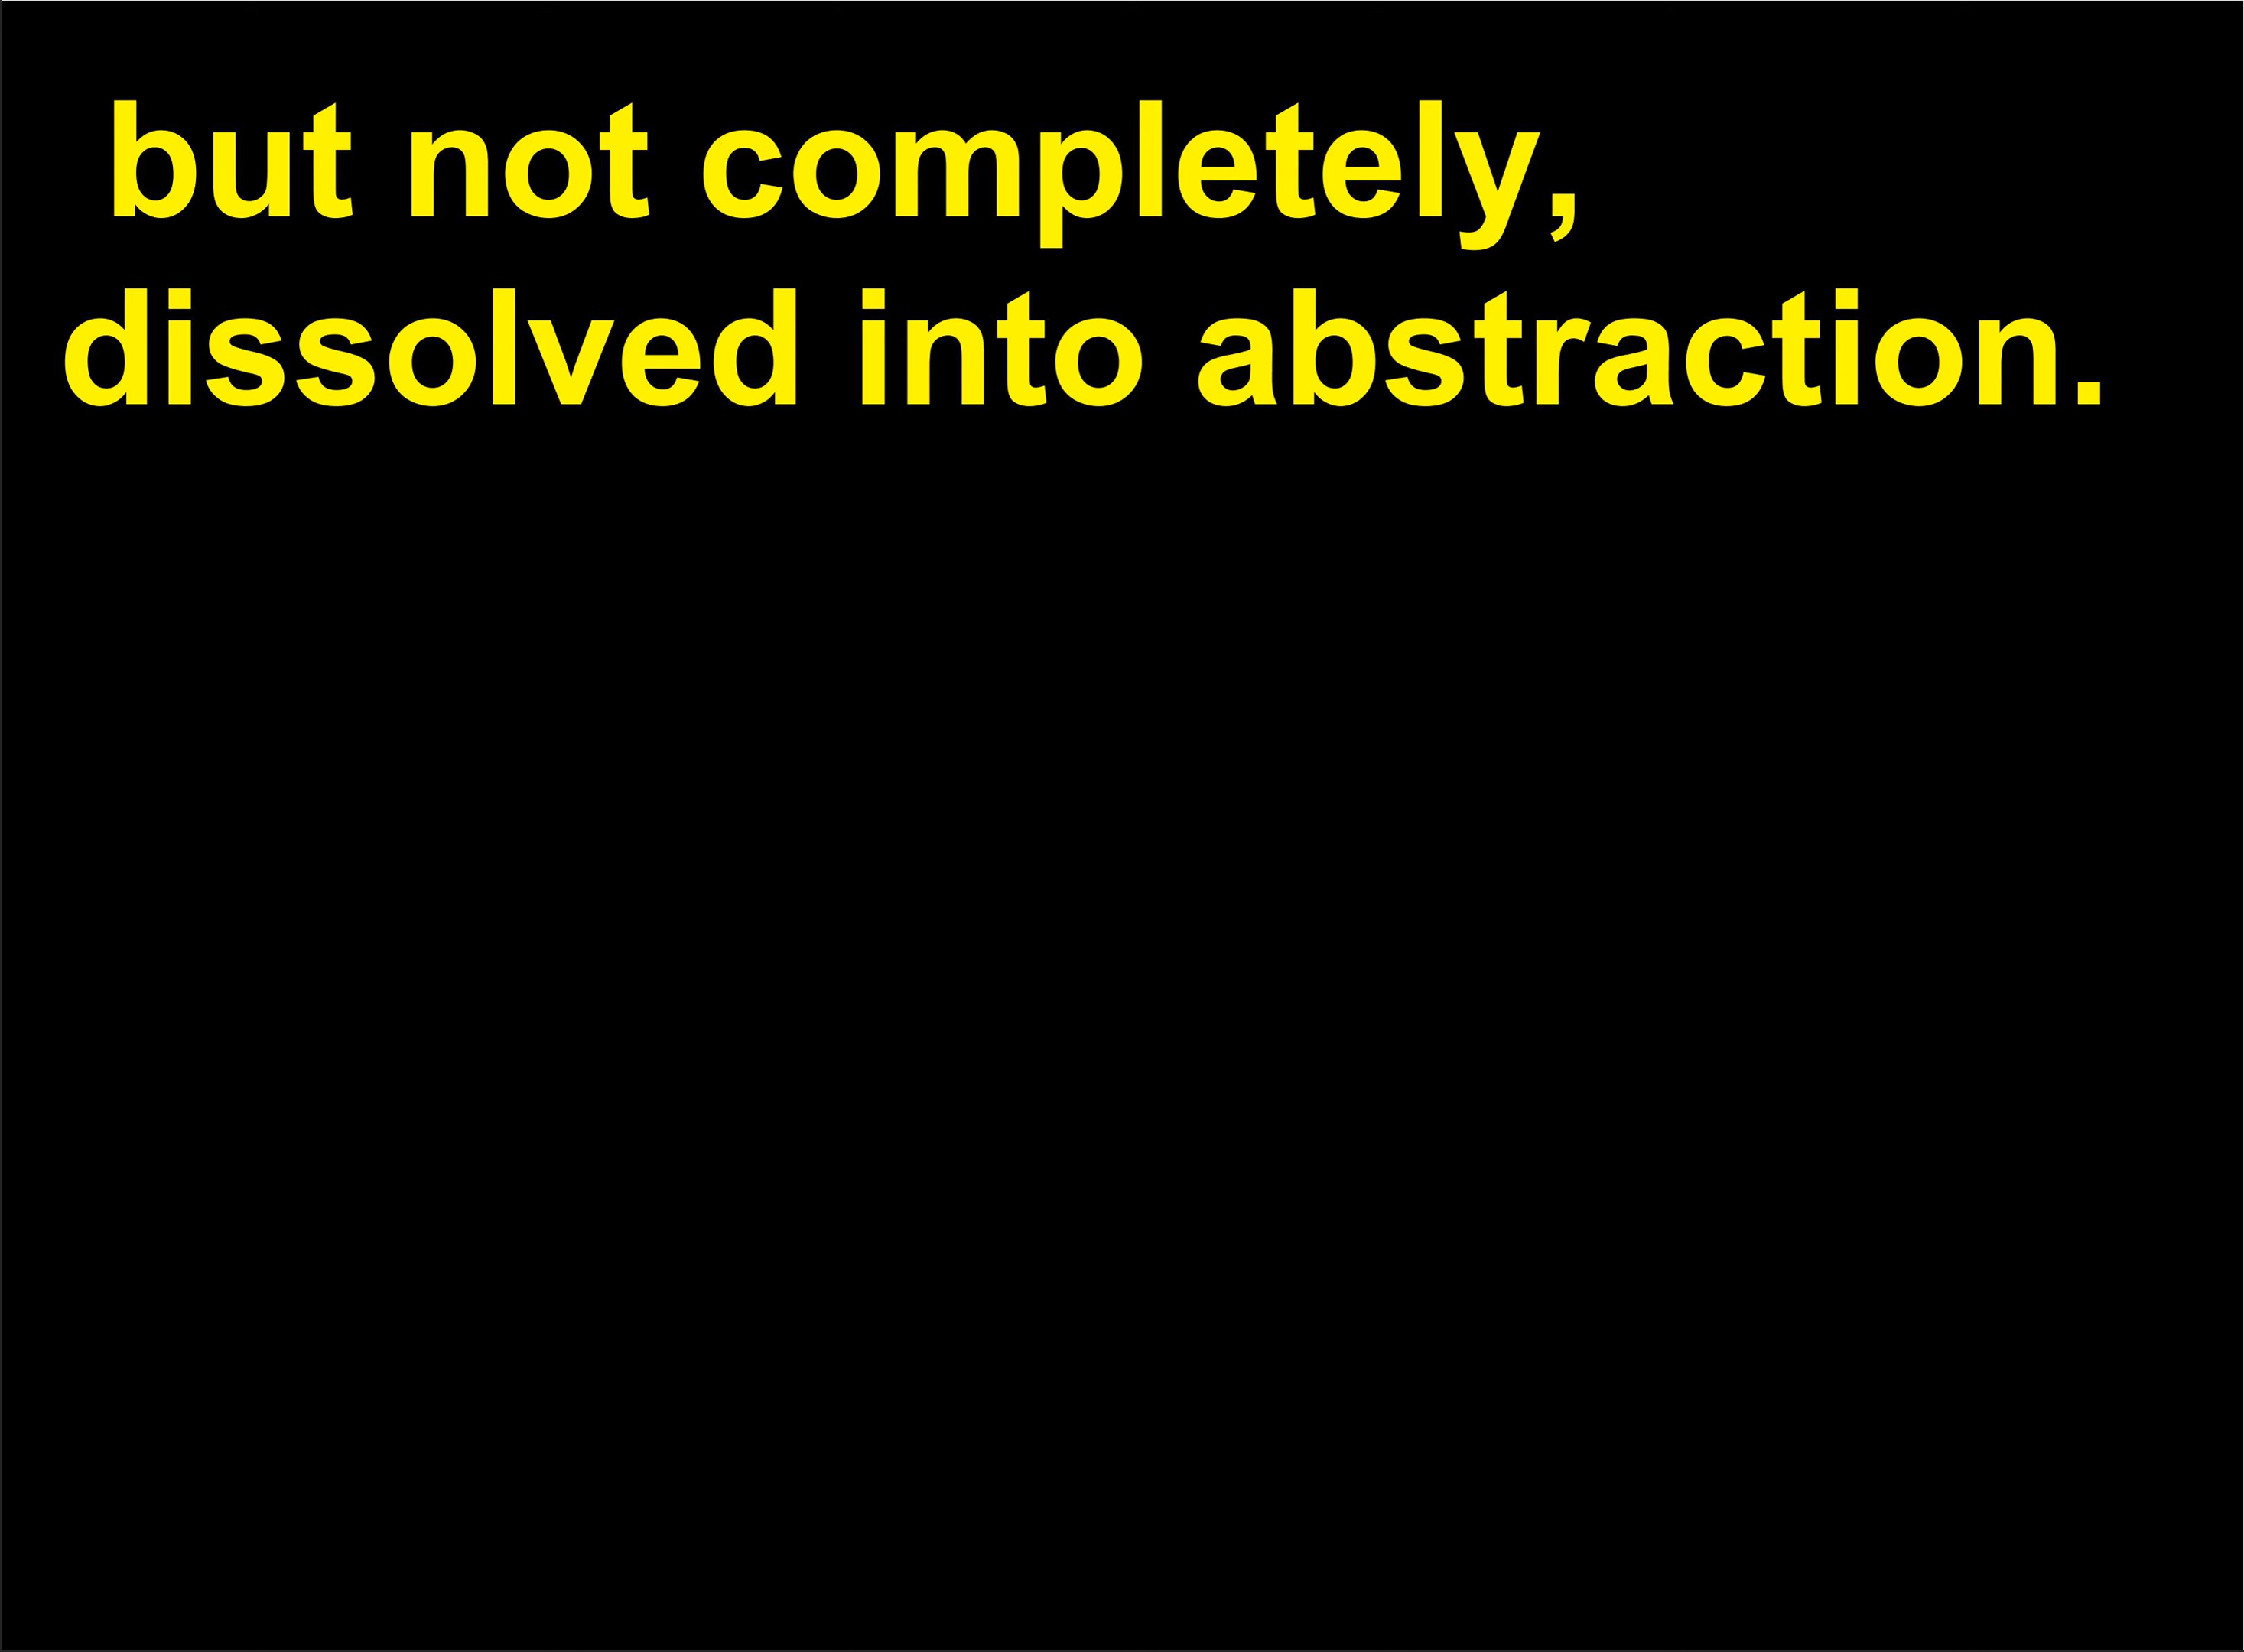 but not completely,
dissolved into abstraction.